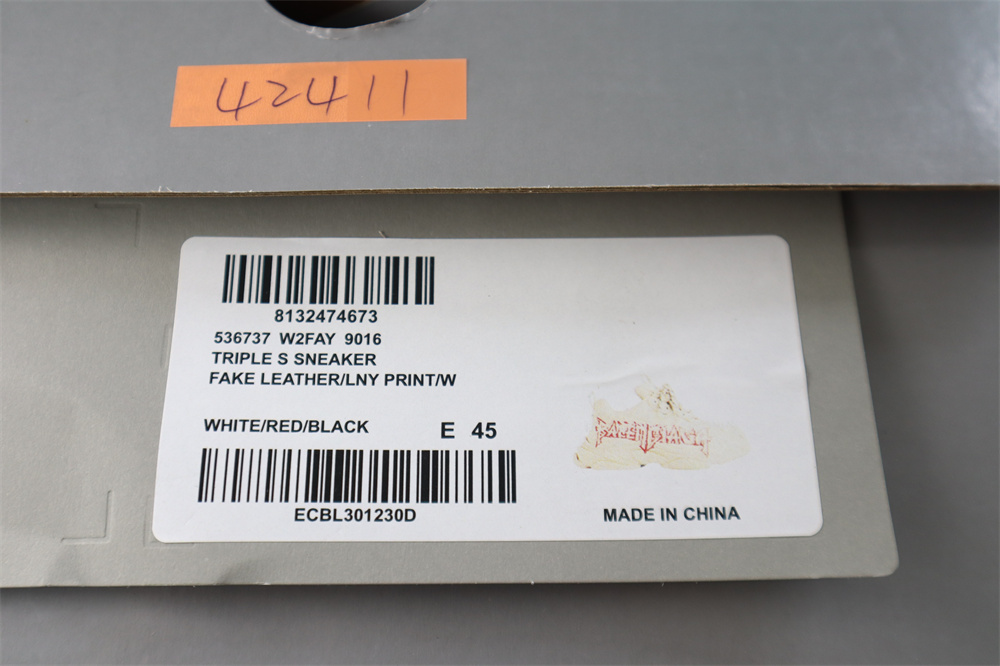 42411
8132474673
536737 W2FAY 9016
TRIPLE S SNEAKER
FAKE LEATHER/LNY PRINT/W
WHITE/RED/BLACK
E 45
ECBL301230D
MADE IN CHINA